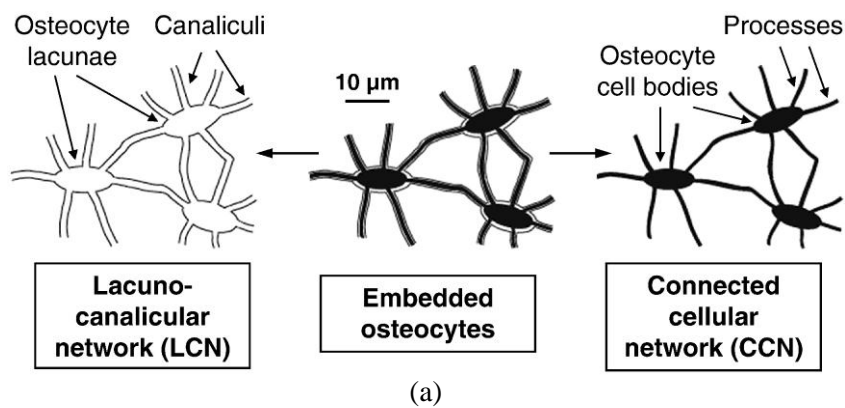 Osteocyte
lacunae
Canaliculi
10 µm
Processes
Osteocyte
cell bodies
Lacuno-
canalicular
network (LCN)
Embedded
osteocytes
Connected
cellular
network (CCN)
(a)